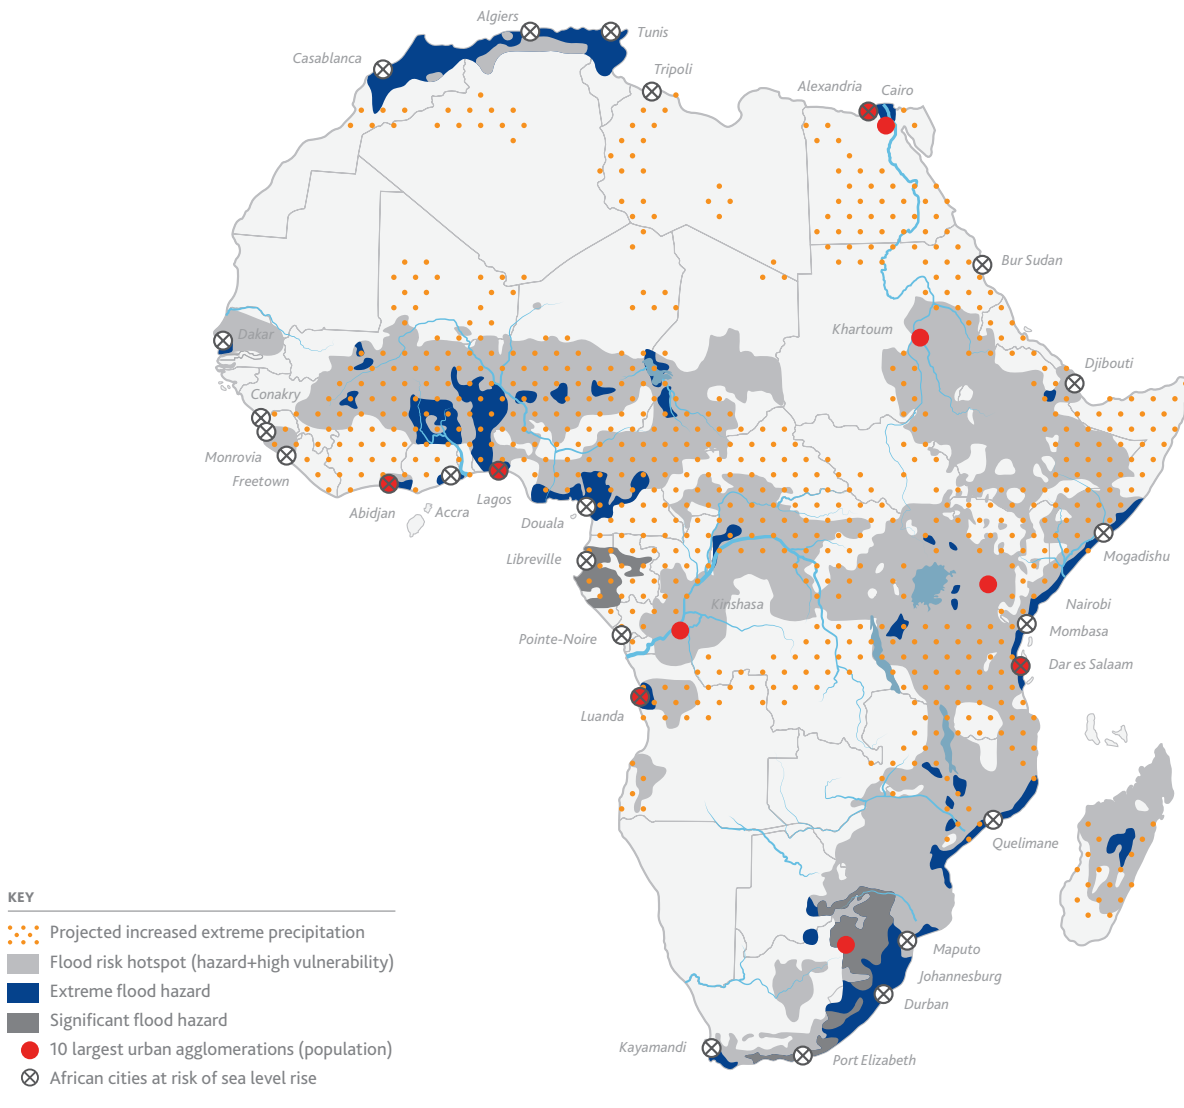 Algiers
Tunis
Casablanca
Tripoli
Alexandria
Cairo
Bur Sudan
Khartoum
Dakar
Djibouti
Conakry
Monrovia
Freetown
Abidjan
Accra
Lagos
Douala
Mogadishu
Libreville
Kinshasa
Nairobi
Pointe-Noire
Mombasa
Dar es Salaam
Luanda
Quelimane
Maputo
Johannesburg
Durban
Kayamandi
Port Elizabeth
KEY
Projected increased extreme precipitation
Flood risk hotspot (hazard+high vulnerability)
Extreme flood hazard
Significant flood hazard
10 largest urban agglomerations (population)
African cities at risk of sea level rise